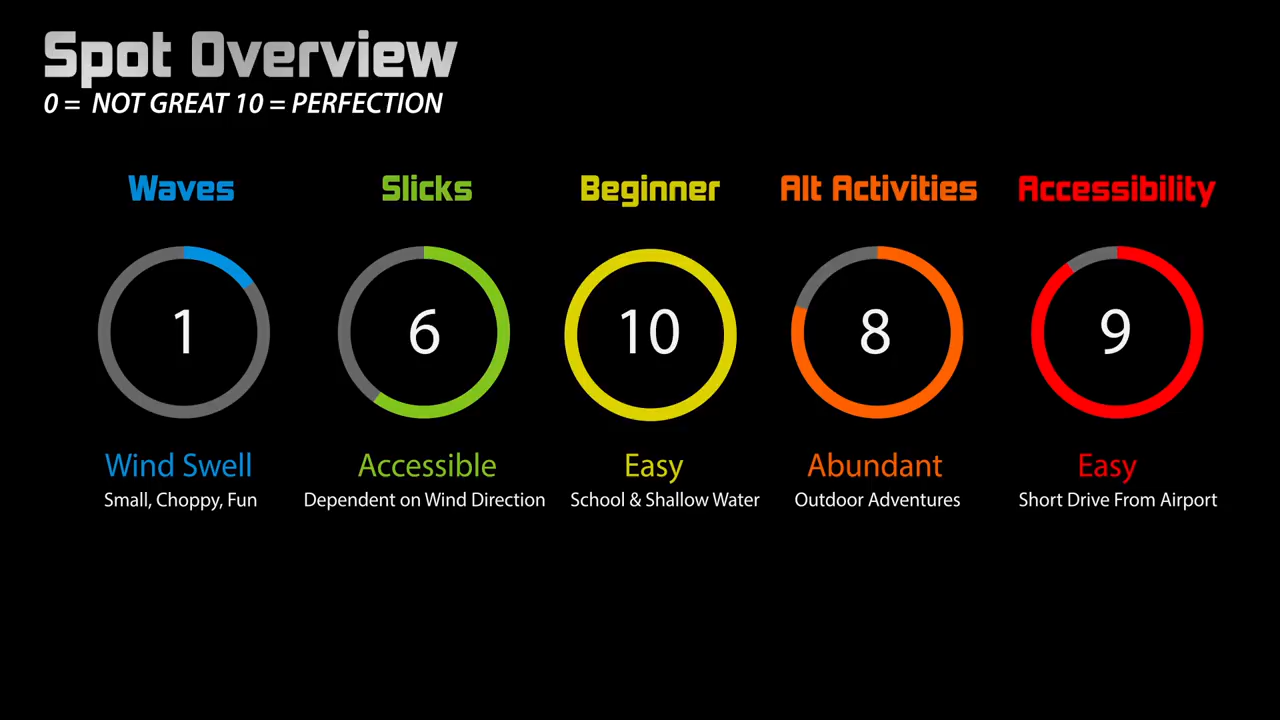 Spot Overview
0 = NOT GREAT 10 = PERFECTION
Waves
Slicks
Beginner
Alt Activities
Accessibility
1
6
10
8
9
Wind Swell
Accessible
Easy
Abundant
Easy
Small, Choppy, Fun
Dependent on Wind Direction
School & Shallow Water
Outdoor Adventures
Short Drive From Airport